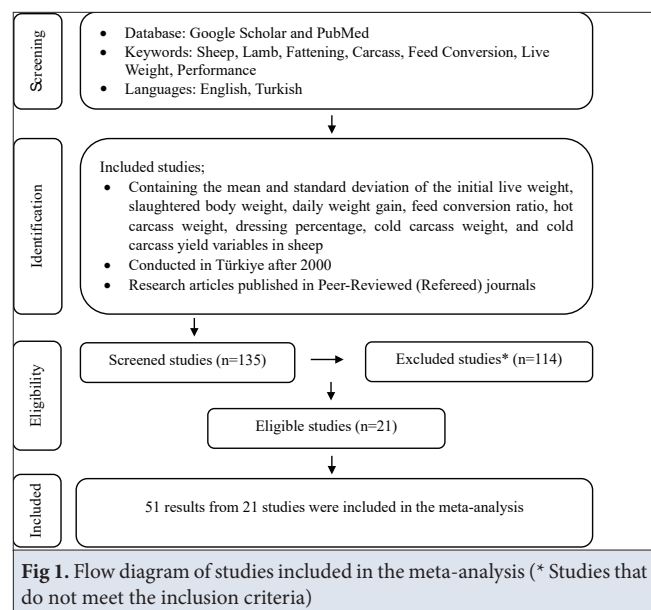 Screening
• Database: Google Scholar and PubMed
• Keywords: Sheep, Lamb, Fattening, Carcass, Feed Conversion, Live
Weight, Performance
• Languages: English, Turkish
Identification
Included studies;
• Containing the mean and standard deviation of the initial live weight,
slaughtered body weight, daily weight gain, feed conversion ratio, hot
carcass weight, dressing percentage, cold carcass weight, and cold
carcass yield variables in sheep
• Conducted in Türkiye after 2000
• Research articles published in Peer-Reviewed (Refereed) journals
Eligibility
Screened studies (n=135)
Excluded studies* (n=114)
Eligible studies (n=21)
Included
51 results from 21 studies were included in the meta-analysis
Fig 1. Flow diagram of studies included in the meta-analysis (* Studies that
do not meet the inclusion criteria)